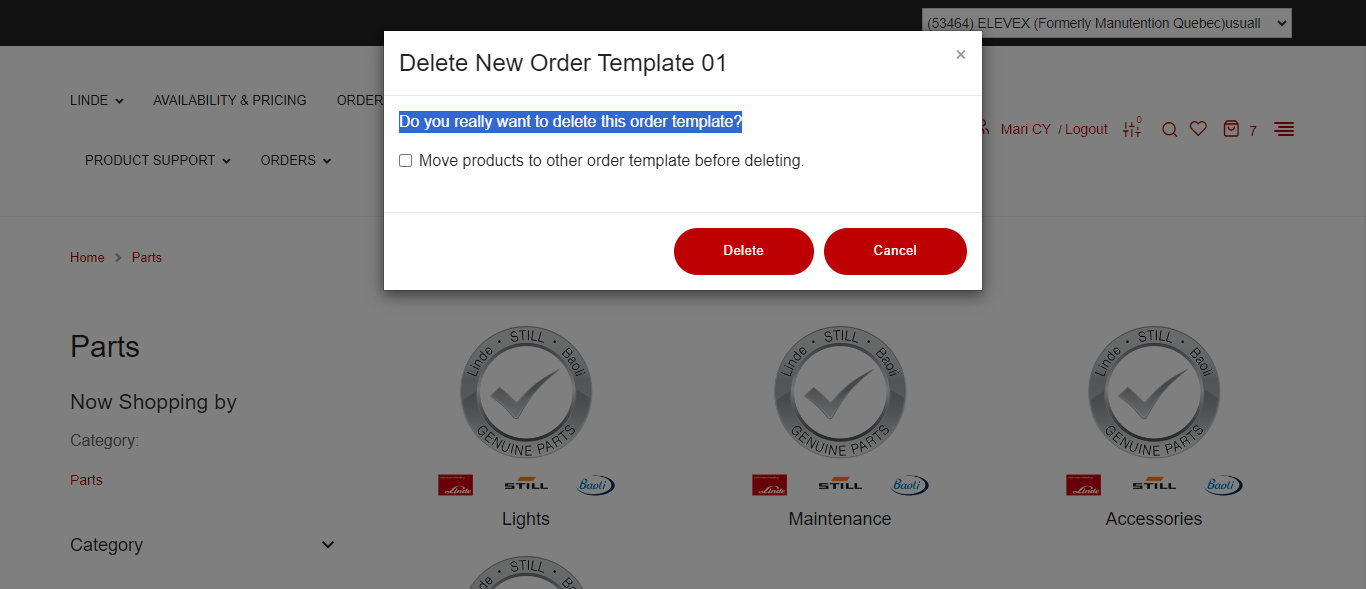 (53464) ELEVEX (Formerly Manutention Quebec)usuall
Delete New Order Template 01
×
Do you really want to delete this order template?
Move products to other order template before deleting.
Delete
Cancel
LINDE
AVAILABILITY & PRICING
ORDER
PRODUCT SUPPORT
ORDERS
Mari CY / Logout
0
7
Home
Parts
Parts
Now Shopping by
Category:
Parts
Category
Linde • STILL • Baoli
GENUINE PARTS
Linde STILL Baoli
Lights
Linde • STILL • Baoli
GENUINE PARTS
Linde STILL Baoli
Maintenance
Linde • STILL • Baoli
GENUINE PARTS
Linde STILL Baoli
Accessories
STILL